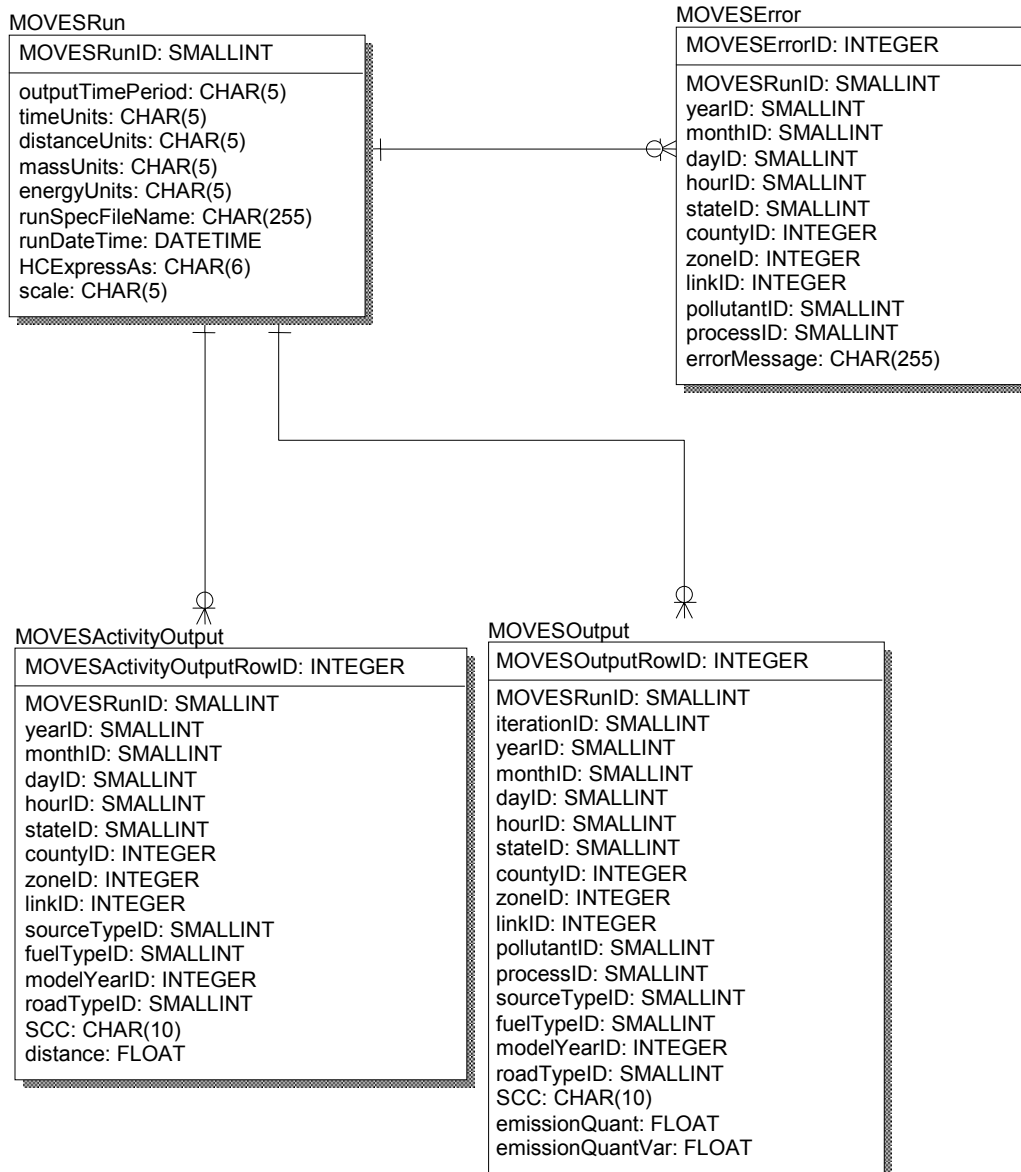 MOVESRun
MOVESRunID: SMALLINT
outputTimePeriod: CHAR(5)
timeUnits: CHAR(5)
distanceUnits: CHAR(5)
massUnits: CHAR(5)
energyUnits: CHAR(5)
runSpecFileName: CHAR(255)
runDateTime: DATETIME
HCExpressAs: CHAR(6)
scale: CHAR(5)
MOVESError
MOVESErrorID: INTEGER
MOVESRunID: SMALLINT
yearID: SMALLINT
monthID: SMALLINT
dayID: SMALLINT
hourID: SMALLINT
stateID: SMALLINT
countyID: INTEGER
zoneID: INTEGER
linkID: INTEGER
pollutantID: SMALLINT
processID: SMALLINT
errorMessage: CHAR(255)
MOVESActivityOutput
MOVESActivityOutputRowID: INTEGER
MOVESRunID: SMALLINT
yearID: SMALLINT
monthID: SMALLINT
dayID: SMALLINT
hourID: SMALLINT
stateID: SMALLINT
countyID: INTEGER
zoneID: INTEGER
linkID: INTEGER
sourceTypeID: SMALLINT
fuelTypeID: SMALLINT
modelYearID: INTEGER
roadTypeID: SMALLINT
SCC: CHAR(10)
distance: FLOAT
MOVESOutput
MOVESOutputRowID: INTEGER
MOVESRunID: SMALLINT
iterationID: SMALLINT
yearID: SMALLINT
monthID: SMALLINT
dayID: SMALLINT
hourID: SMALLINT
stateID: SMALLINT
countyID: INTEGER
zoneID: INTEGER
linkID: INTEGER
pollutantID: SMALLINT
processID: SMALLINT
sourceTypeID: SMALLINT
fuelTypeID: SMALLINT
modelYearID: INTEGER
roadTypeID: SMALLINT
SCC: CHAR(10)
emissionQuant: FLOAT
emissionQuantVar: FLOAT